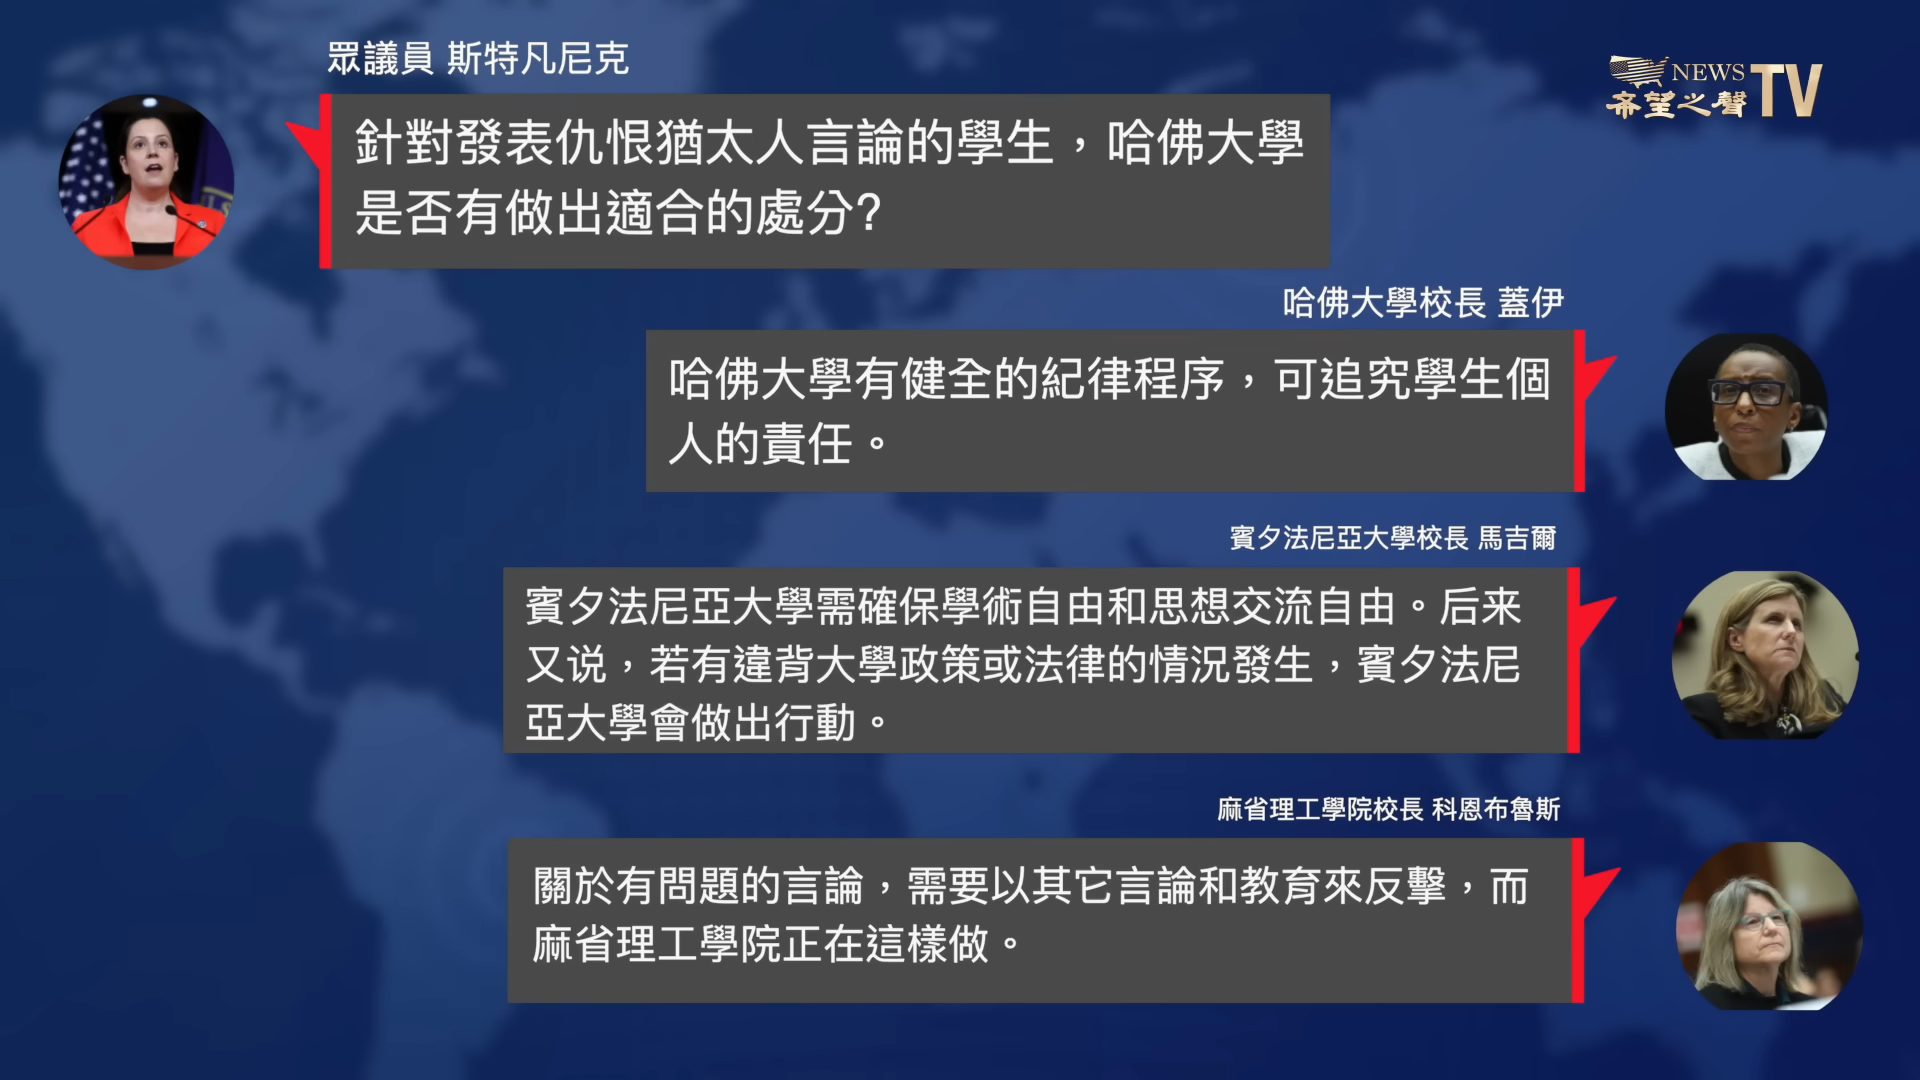 眾議員 斯特凡尼克
NEWS
希望之聲TV
針對發表仇恨猶太人言論的學生，哈佛大學
是否有做出適合的處分?
哈佛大學校長 蓋伊
哈佛大學有健全的紀律程序，可追究學生個
人的責任。
賓夕法尼亞大學校長 馬吉爾
賓夕法尼亞大學需確保學術自由和思想交流自由。后来
又说，若有違背大學政策或法律的情況發生，賓夕法尼
亞大學會做出行動。
麻省理工學院校長 科恩布魯斯
關於有問題的言論，需要以其它言論和教育來反擊，而
麻省理工學院正在這樣做。